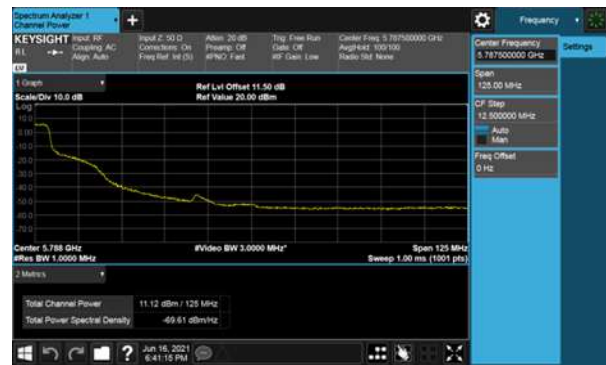 Spectrum Analyzer 1
Channel Power
Frequency
KEYSIGHT
Input: RF
Coupling: AC
Align: Auto
Input Z: 50 Ω
Corrections: On
Freq Ref: Int (S)
Atten: 20 dB
Preamp: Off
#PNO: Fast
Trig: Free Run
Gate: Off
#IF Gain: Low
Center Freq: 5.787500000 GHz
Avg|Hold: 100/100
Radio Std: None
Center Frequency
5.787500000 GHz
Settings
Span
125.00 MHz
CF Step
12.500000 MHz
Auto
Man
Freq Offset
0 Hz
1 Graph
Scale/Div 10.0 dB
Ref Lvl Offset 11.50 dB
Ref Value 20.00 dBm
Log
10.0
-10.0
-20.0
-30.0
-40.0
-50.0
-60.0
-70.0
Center 5.788 GHz
#Video BW 3.0000 MHz*
Span 125 MHz
#Res BW 1.0000 MHz
Sweep 1.00 ms (1001 pts)
2 Metrics
Total Channel Power
11.12 dBm / 125 MHz
Total Power Spectral Density
-69.61 dBm/Hz
?
Jun 16, 2021
6:41:15 PM